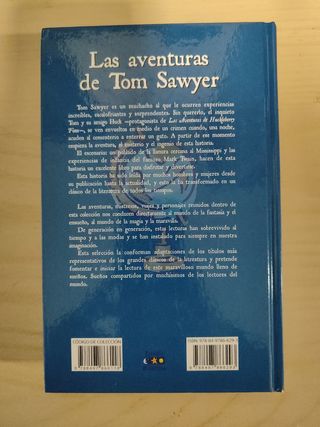 Las aventuras
de Tom Sawyer
Tom Sawyer es un muchacho al que le ocurren experiencias
increíbles, escalofriantes y sorprendentes. Sin quererlo, el inquieto
Tom y su amigo Huck —protagonista de Las aventuras de Huckleberry
Finn—, se ven envueltos en medio de un crimen cuando, una noche,
acuden al cementerio a enterrar un gato. A partir de ese momento
comienza la aventura, el misterio y el ingenio de esta historia.
El escenario: un poblado de la llanura cercana al Mississippi y las
experiencias de infancia del famoso Mark Twain, hacen de esta
historia un excelente libro para disfrutar y divertirte.
Esta historia ha sido leída por muchos hombres y mujeres desde
su publicación hasta la actualidad, y esto la ha transformado en un
clásico de la literatura de todos los tiempos.
Las aventuras, misterios, viajes y personajes reunidos dentro de
esta colección nos conducen directamente al mundo de la fantasía y el
ensueño, al mundo de la magia y la maravilla.
De generación en generación, estas lecturas han sobrevivido al
tiempo y a las modas y se han instalado para siempre en nuestra
imaginación.
Esta selección la conforman adaptaciones de los títulos más
representativos de los grandes clásicos de la literatura y pretende
fomentar e iniciar la lectura de este maravilloso mundo lleno de
sueños. Sueños compartidos por muchísimos de los lectores del
mundo.
CÓDIGO DE COLECCIÓN